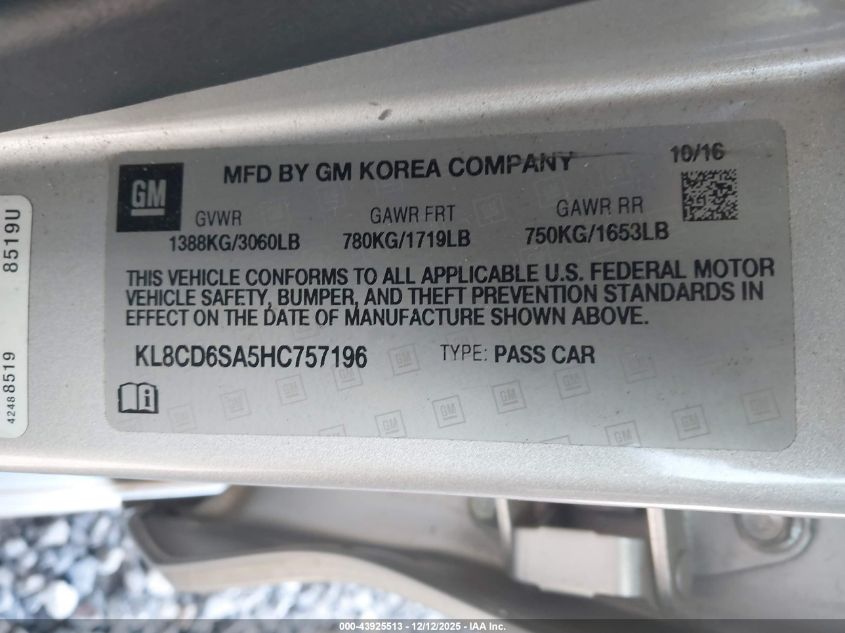 MFD BY GM KOREA COMPANY
10/16
GM
GVWR
GAWR FRT
GAWR RR
1388KG/3060LB
780KG/1719LB
750KG/1653LB
THIS VEHICLE CONFORMS TO ALL APPLICABLE U.S. FEDERAL MOTOR
VEHICLE SAFETY, BUMPER, AND THEFT PREVENTION STANDARDS IN
EFFECT ON THE DATE OF MANUFACTURE SHOWN ABOVE.
KL8CD6SA5HC757196
TYPE: PASS CAR
8519U
4248 8519
000-43925513 - 12/12/2025 - IAA Inc.